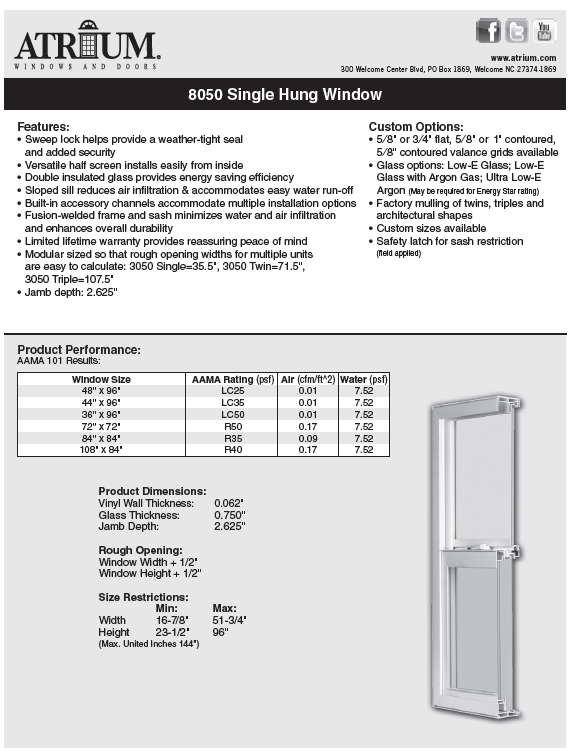 ATRIUM.
WINDOWS AND DOORS
f
t
You Tube
www.atrium.com
300 Welcome Center Blvd, PO Box 1869, Welcome NC 27374-1869
8050 Single Hung Window
Features:
• Sweep lock helps provide a weather-tight seal
and added security
• Versatile half screen installs easily from inside
• Double insulated glass provides energy saving efficiency
• Sloped sill reduces air infiltration & accommodates easy water run-off
• Built-in accessory channels accommodate multiple installation options
• Fusion-welded frame and sash minimizes water and air infiltration
and enhances overall durability
• Limited lifetime warranty provides reassuring peace of mind
• Modular sized so that rough opening widths for multiple units
are easy to calculate: 3050 Single=35.5", 3050 Twin=71.5",
3050 Triple=107.5"
• Jamb depth: 2.625"
Custom Options:
• 5/8" or 3/4" flat, 5/8" or 1" contoured,
5/8" contoured valance grids available
• Glass options: Low-E Glass; Low-E
Glass with Argon Gas; Ultra Low-E
Argon (May be required for Energy Star rating)
• Factory mulling of twins, triples and
architectural shapes
• Custom sizes available
• Safety latch for sash restriction
(field applied)
Product Performance:
AAMA 101 Results:
Window Size AAMA Rating (psf) Air (cfm/ft^2) Water (psf)
48" x 96" LC25 0.01 7.52
44" x 96" LC35 0.01 7.52
36" x 96" LC50 0.01 7.52
72" x 72" R50 0.17 7.52
84" x 84" R35 0.09 7.52
108" x 84" R40 0.17 7.52
Product Dimensions:
Vinyl Wall Thickness: 0.062"
Glass Thickness: 0.750"
Jamb Depth: 2.625"
Rough Opening:
Window Width + 1/2"
Window Height + 1/2"
Size Restrictions:
Min: Max:
Width 16-7/8" 51-3/4"
Height 23-1/2" 96"
(Max. United Inches 144")